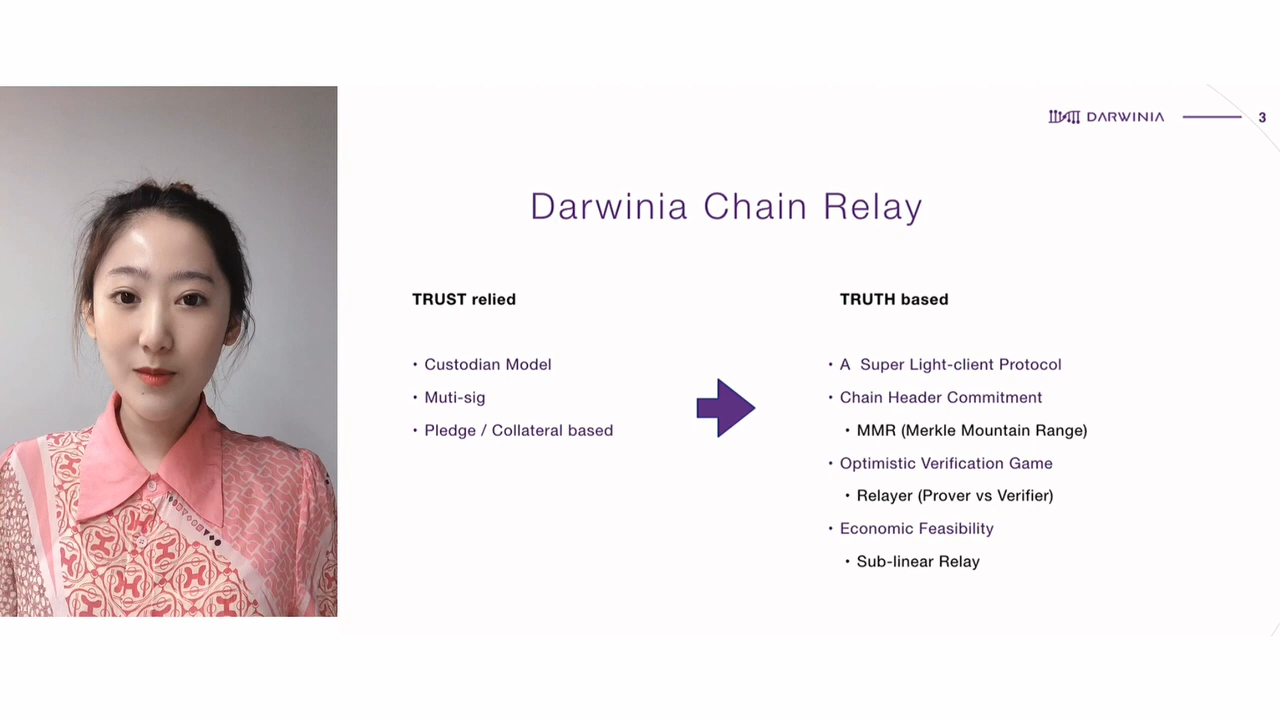 DARWINIA 3
Darwinia Chain Relay
TRUST relied
• Custodian Model
• Muti-sig
• Pledge / Collateral based
TRUTH based
• A Super Light-client Protocol
• Chain Header Commitment
• MMR (Merkle Mountain Range)
• Optimistic Verification Game
• Relayer (Prover vs Verifier)
• Economic Feasibility
• Sub-linear Relay